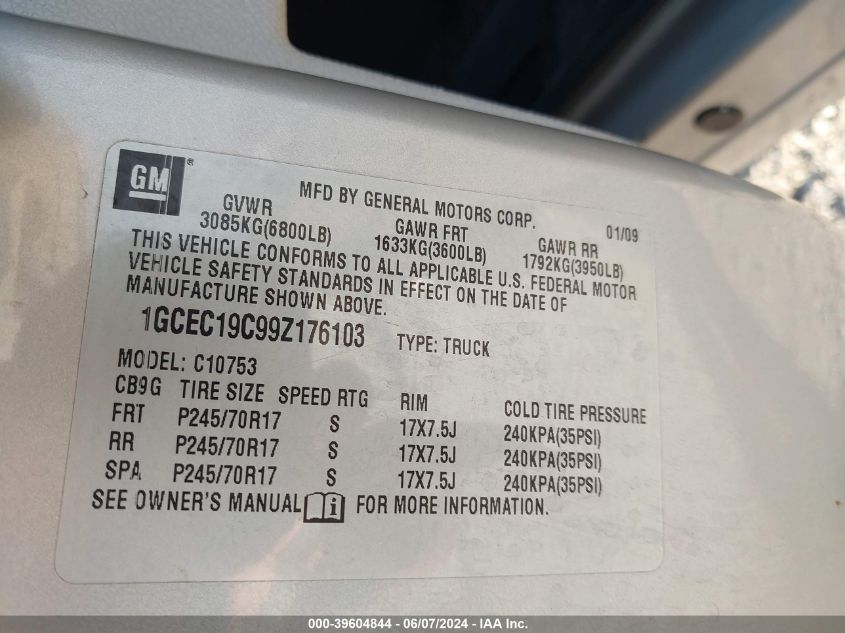 GM ®
MFD BY GENERAL MOTORS CORP. 01/09
GVWR GAWR FRT GAWR RR
3085KG(6800LB) 1633KG(3600LB) 1792KG(3950LB)
THIS VEHICLE CONFORMS TO ALL APPLICABLE U.S. FEDERAL MOTOR
VEHICLE SAFETY STANDARDS IN EFFECT ON THE DATE OF
MANUFACTURE SHOWN ABOVE.
1GCEC19C99Z176103 TYPE: TRUCK
MODEL: C10753
CB9G TIRE SIZE SPEED RTG RIM COLD TIRE PRESSURE
FRT P245/70R17 S 17X7.5J 240KPA(35PSI)
RR P245/70R17 S 17X7.5J 240KPA(35PSI)
SPA P245/70R17 S 17X7.5J 240KPA(35PSI)
SEE OWNER'S MANUAL i FOR MORE INFORMATION.
000-39604844 - 06/07/2024 - IAA Inc.